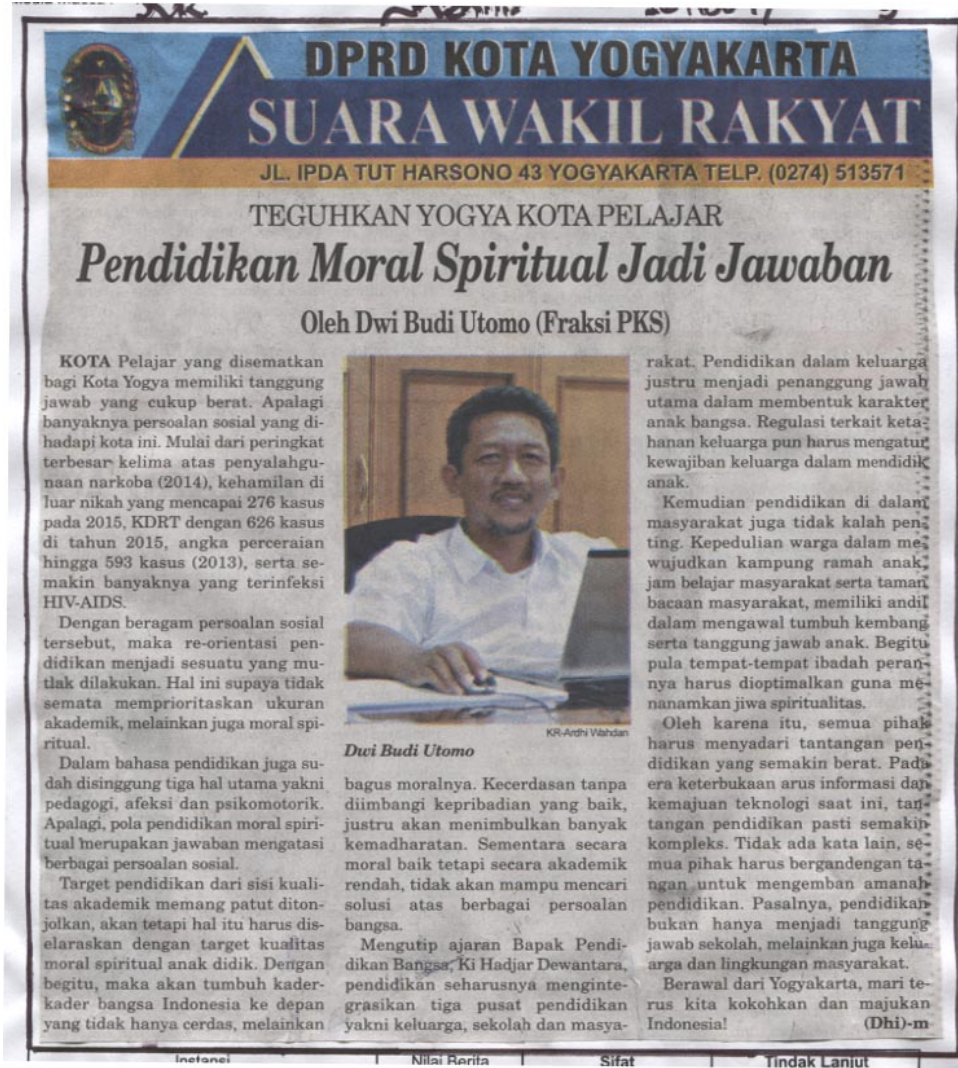 DPRD KOTA YOGYAKARTA
SUARA WAKIL RAKYAT
JL. IPDA TUT HARSONO 43 YOGYAKARTA TELP. (0274) 513571
TEGUHKAN YOGYA KOTA PELAJAR
Pendidikan Moral Spiritual Jadi Jawaban
Oleh Dwi Budi Utomo (Fraksi PKS)
KOTA Pelajar yang disematkan
bagi Kota Yogya memiliki tanggung
jawab yang cukup berat. Apalagi
banyaknya persoalan sosial yang di-
hadapi kota ini. Mulai dari peringkat
terbesar kelima atas penyalahgu-
naan narkoba (2014), kehamilan di
luar nikah yang mencapai 276 kasus
pada 2015, KDRT dengan 626 kasus
di tahun 2015, angka perceraian
hingga 593 kasus (2013), serta se-
makin banyaknya yang terinfeksi
HIV-AIDS.
Dengan beragam persoalan sosial
tersebut, maka re-orientasi pen-
didikan menjadi sesuatu yang mu-
tlak dilakukan. Hal ini supaya tidak
semata memprioritaskan ukuran
akademik, melainkan juga moral spi-
ritual.
Dalam bahasa pendidikan juga su-
dah disinggung tiga hal utama yakni
pedagogi, afeksi dan psikomotorik.
Apalagi, pola pendidikan moral spiri-
tual merupakan jawaban mengatasi
berbagai persoalan sosial.
Target pendidikan dari sisi kuali-
tas akademik memang patut diton-
jolkan, akan tetapi hal itu harus dis-
elaraskan dengan target kualitas
moral spiritual anak didik. Dengan
begitu, maka akan tumbuh kader-
kader bangsa Indonesia ke depan
yang tidak hanya cerdas, melainkan
KR-Ardhi Wahdan
Dwi Budi Utomo
bagus moralnya. Kecerdasan tanpa
diimbangi kepribadian yang baik,
justru akan menimbulkan banyak
kemadharatan. Sementara secara
moral baik tetapi secara akademik
rendah, tidak akan mampu mencari
solusi atas berbagai persoalan
bangsa.
Mengutip ajaran Bapak Pendi-
dikan Bangsa, Ki Hadjar Dewantara,
pendidikan seharusnya menginte-
grasikan tiga pusat pendidikan
yakni keluarga, sekolah dan masya-
rakat. Pendidikan dalam keluarga
justru menjadi penanggung jawab
utama dalam membentuk karakter
anak bangsa. Regulasi terkait keta-
hanan keluarga pun harus mengatur
kewajiban keluarga dalam mendidik
anak.
Kemudian pendidikan di dalam
masyarakat juga tidak kalah pen-
ting. Kepedulian warga dalam me-
wujudkan kampung ramah anak,
jam belajar masyarakat serta taman
bacaan masyarakat, memiliki andil
dalam mengawal tumbuh kembang
serta tanggung jawab anak. Begitu
pula tempat-tempat ibadah peran-
nya harus dioptimalkan guna me-
nanamkan jiwa spiritualitas.
Oleh karena itu, semua pihak
harus menyadari tantangan pen-
didikan yang semakin berat. Pada
era keterbukaan arus informasi dan
kemajuan teknologi saat ini, tan-
tangan pendidikan pasti semakin
kompleks. Tidak ada kata lain, se-
mua pihak harus bergandengan ta-
ngan untuk mengemban amanah
pendidikan. Pasalnya, pendidikan
bukan hanya menjadi tanggung
jawab sekolah, melainkan juga kelu-
arga dan lingkungan masyarakat.
Berawal dari Yogyakarta, mari te-
rus kita kokohkan dan majukan
Indonesia! (Dhi)-m
Instansi Nilai Berita Sifat Tindak Lanjut